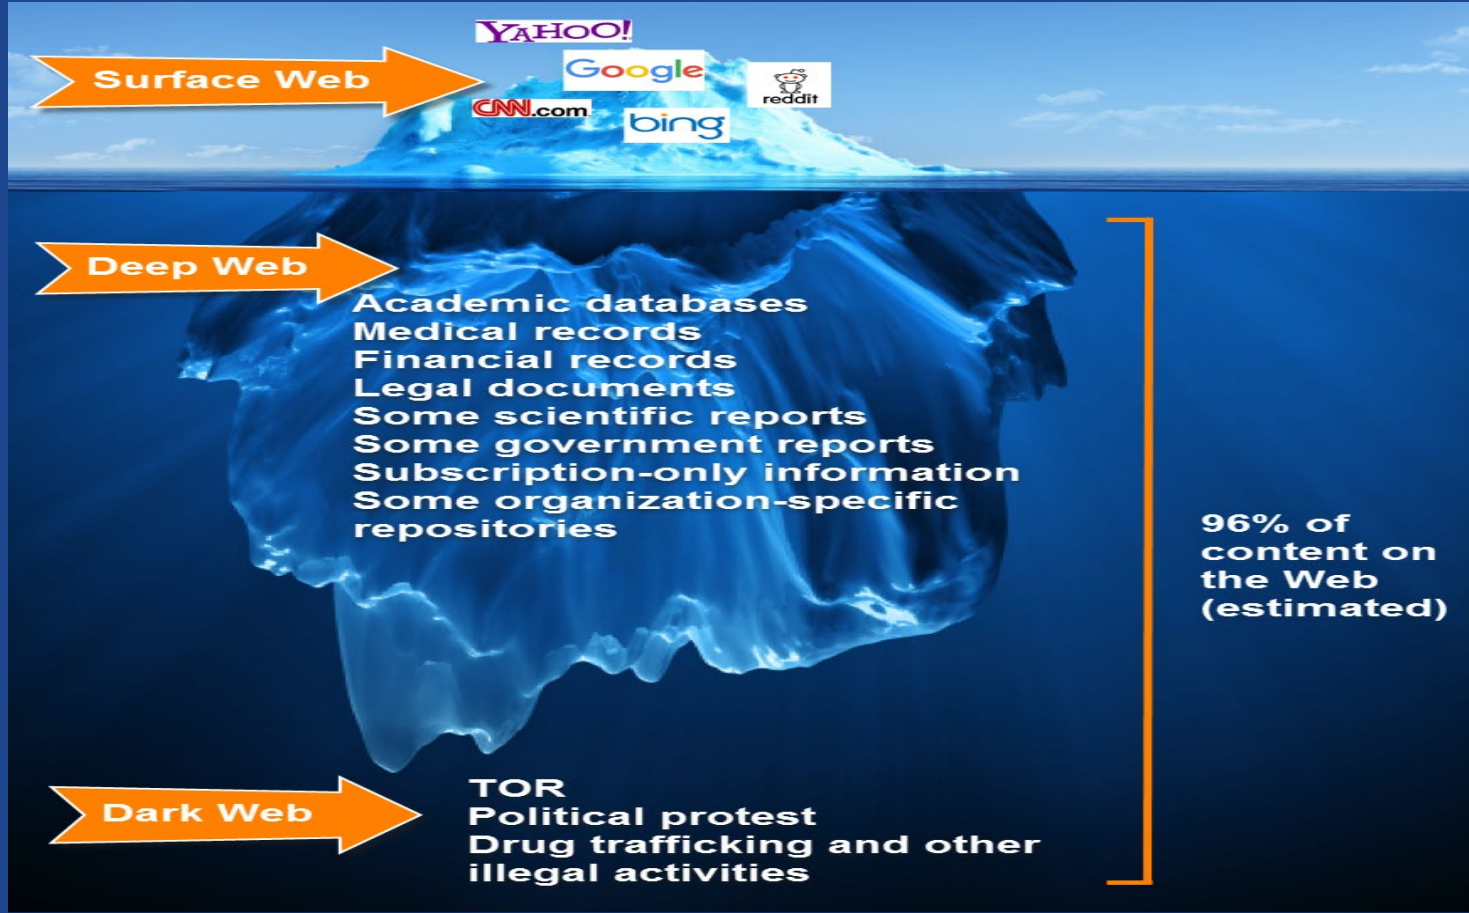 YAHOO!
Surface Web
Google
reddit
CNN.com
bing
Deep Web
Academic databases
Medical records
Financial records
Legal documents
Some scientific reports
Some government reports
Subscription-only information
Some organization-specific
repositories
96% of
content on
the Web
(estimated)
Dark Web
TOR
Political protest
Drug trafficking and other
illegal activities